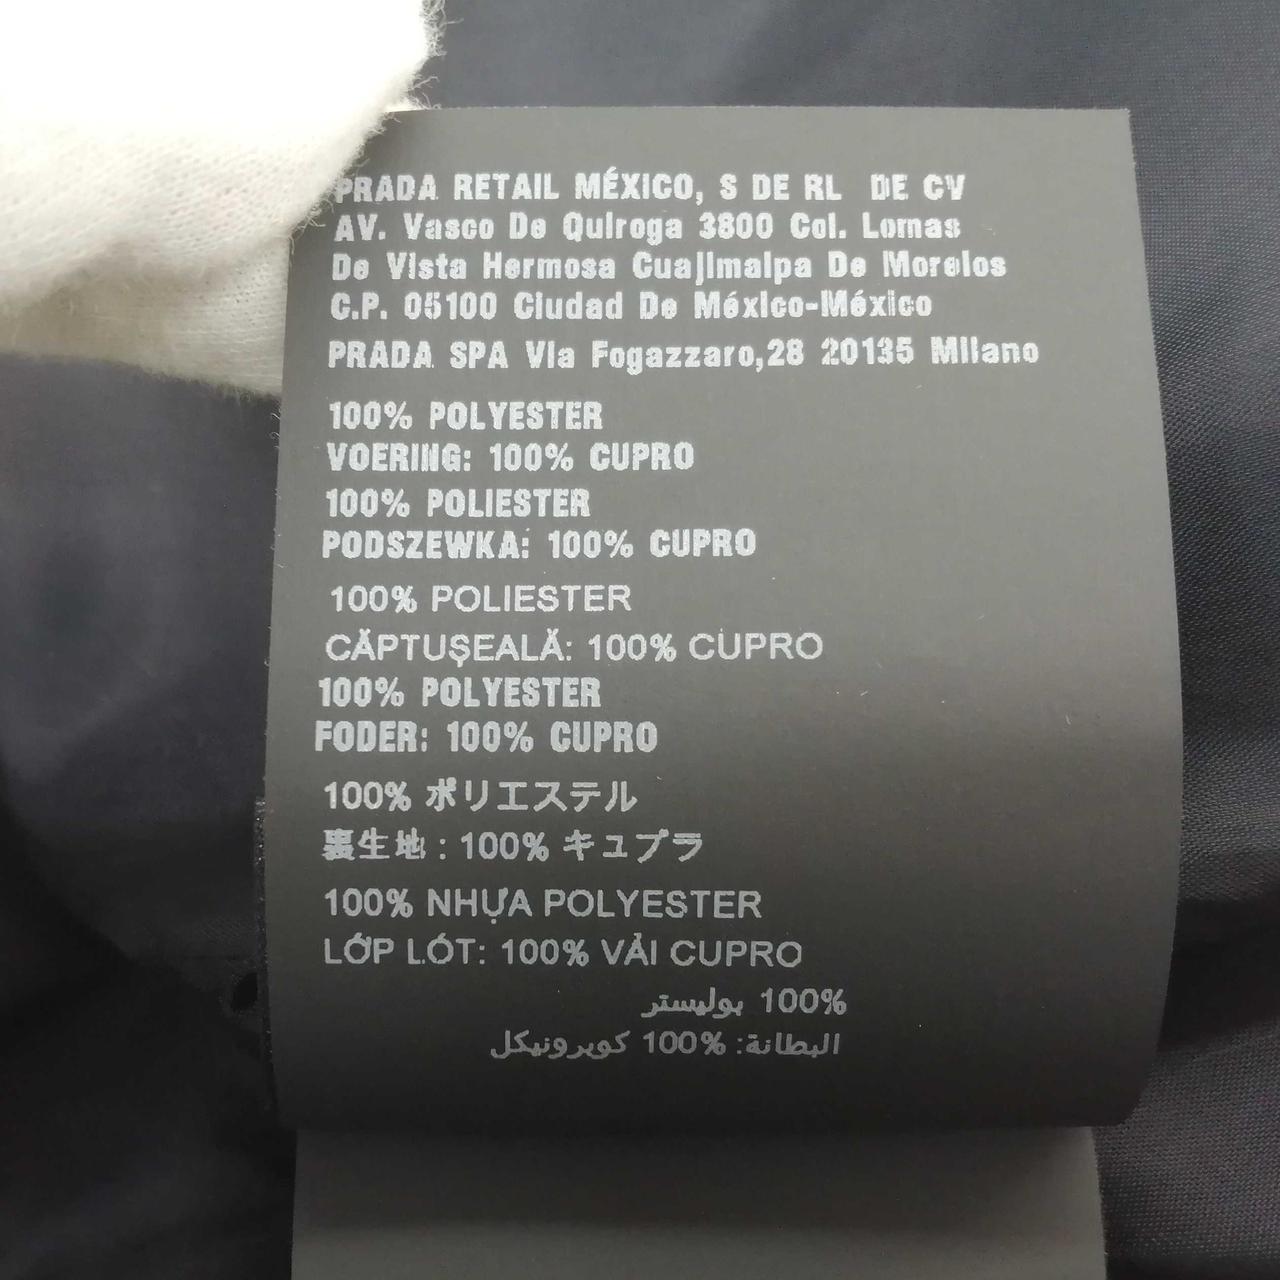 PRADA RETAIL MÉXICO, S DE RL DE CV
AV. Vasco De Quiroga 3800 Col. Lomas
De Vista Hermosa Cuajimalpa De Morelos
C.P. 05100 Ciudad De México-México
PRADA SPA Via Fogazzaro,28 20135 Milano
100% POLYESTER
VOERING: 100% CUPRO
100% POLIESTER
PODSZEWKA: 100% CUPRO
100% POLIESTER
CĂPTUŞEALĂ: 100% CUPRO
100% POLYESTER
FODER: 100% CUPRO
100% ポリエステル
裏生地 : 100% キュプラ
100% NHỰA POLYESTER
LỚP LÓT: 100% VẢI CUPRO
100% بوليستر
البطانة: 100% كوبرونيكل